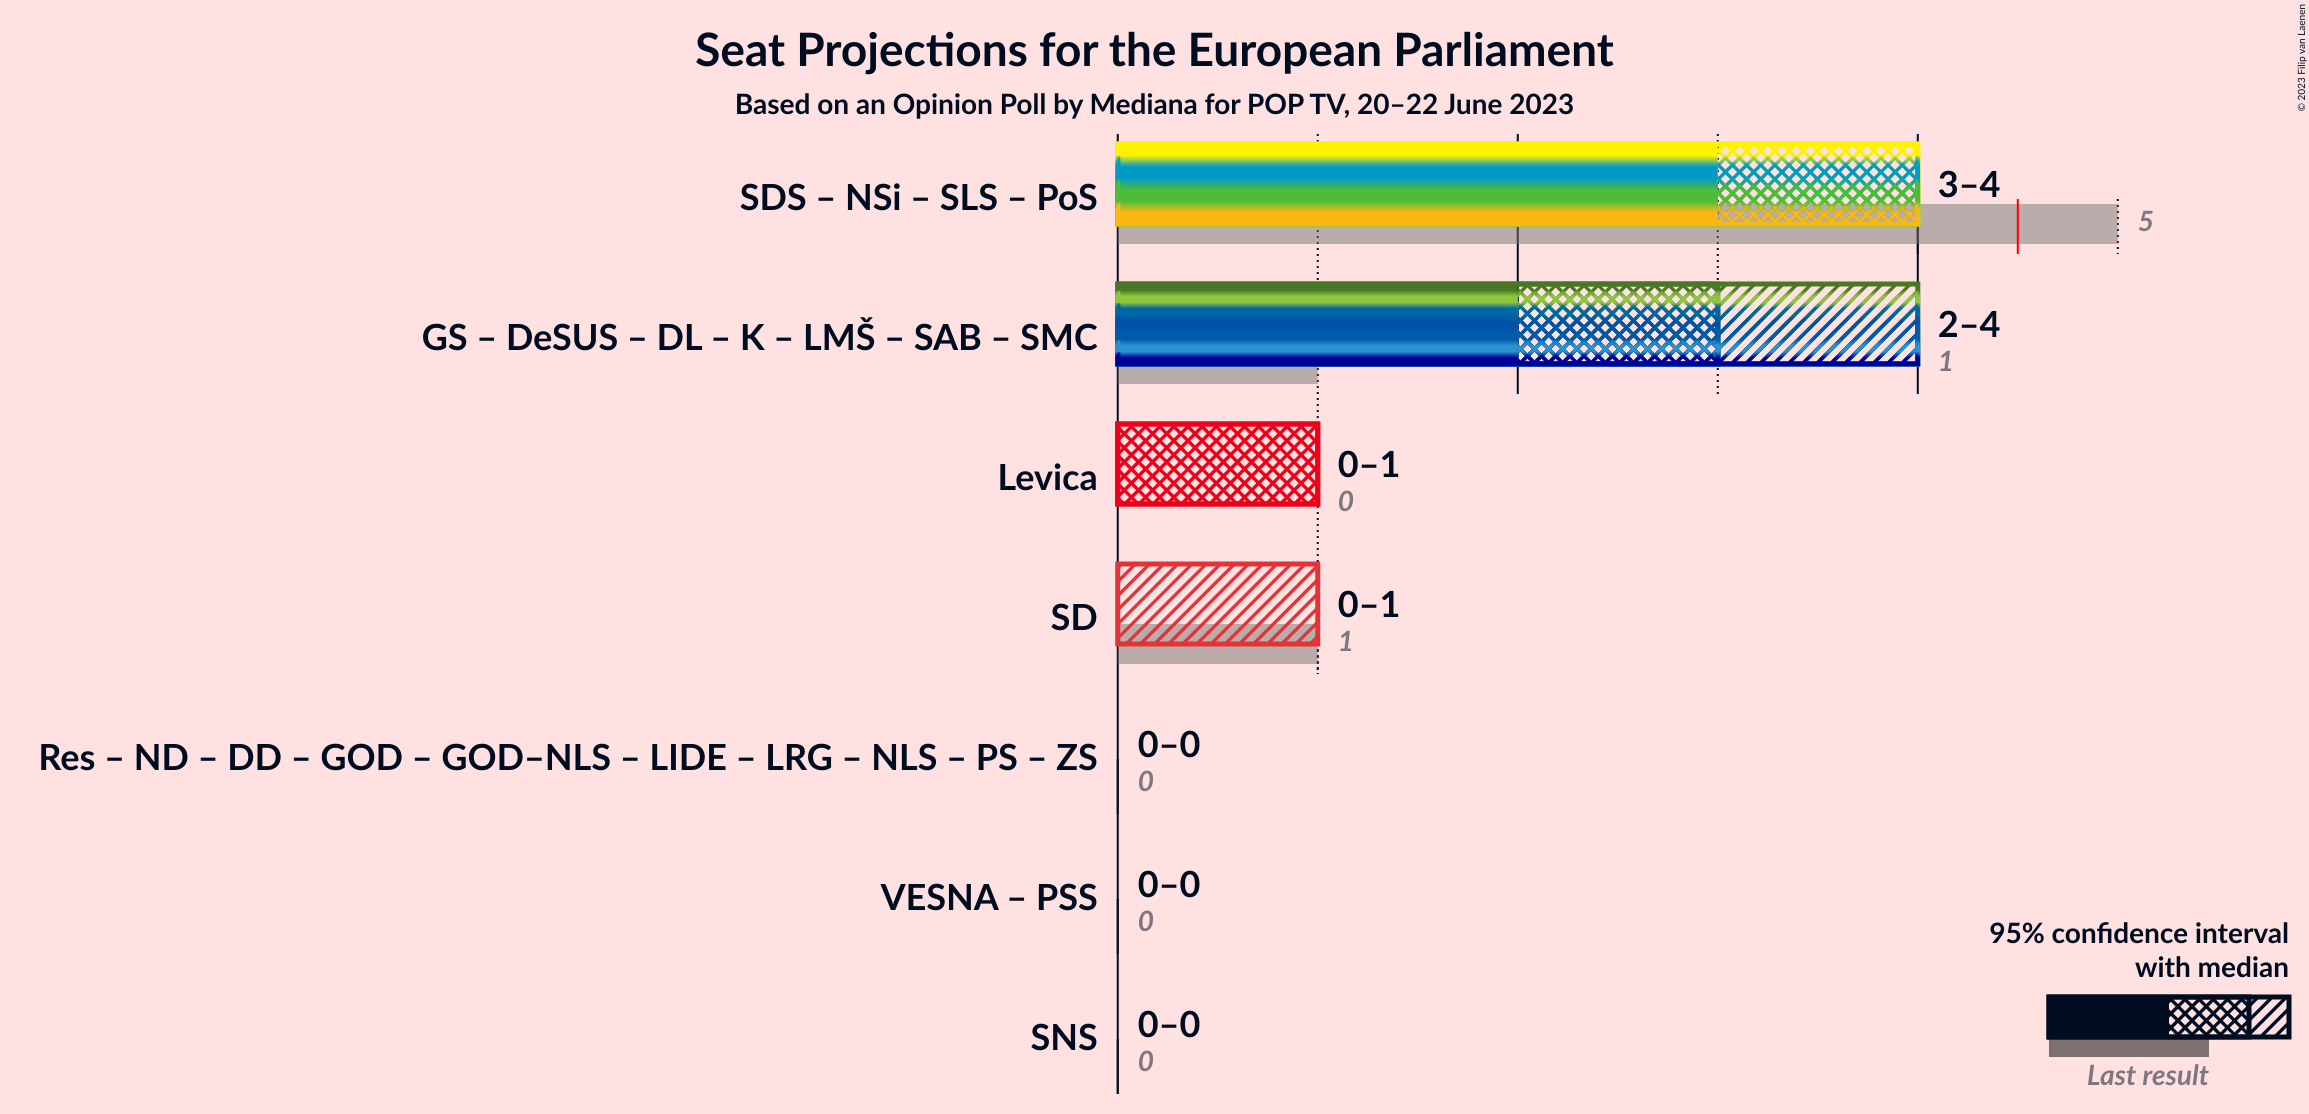 Seat Projections for the European Parliament
Based on an Opinion Poll by Mediana for POP TV, 20–22 June 2023
© 2023 Filip van Laenen
SDS – NSi – SLS – PoS
3–4
5
GS – DeSUS – DL – K – LMŠ – SAB – SMC
2–4
1
Levica
0–1
0
SD
0–1
1
Res – ND – DD – GOD – GOD–NLS – LIDE – LRG – NLS – PS – ZS
0–0
0
VESNA – PSS
0–0
0
SNS
0–0
0
95% confidence interval
with median
Last result